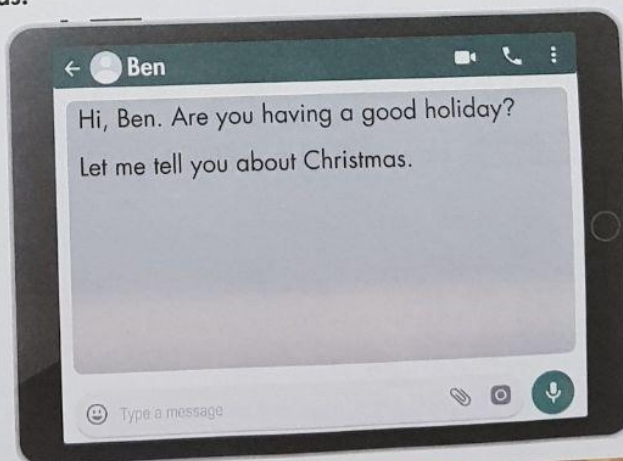 Ben
Hi, Ben. Are you having a good holiday?
Let me tell you about Christmas.
Type a message